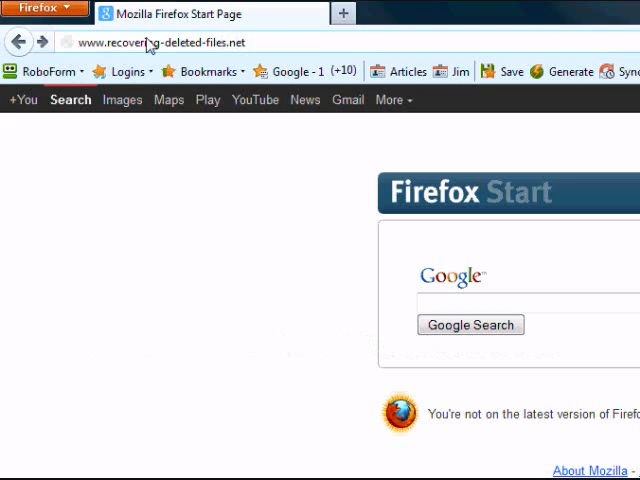 Firefox
Mozilla Firefox Start Page
www.recovering-deleted-files.net
RoboForm Logins Bookmarks Google - 1 (+10) Articles Jim Save Generate Sync
+You Search Images Maps Play YouTube News Gmail More
Firefox Start
Google™
Google Search
You're not on the latest version of Firefo
About Mozilla -